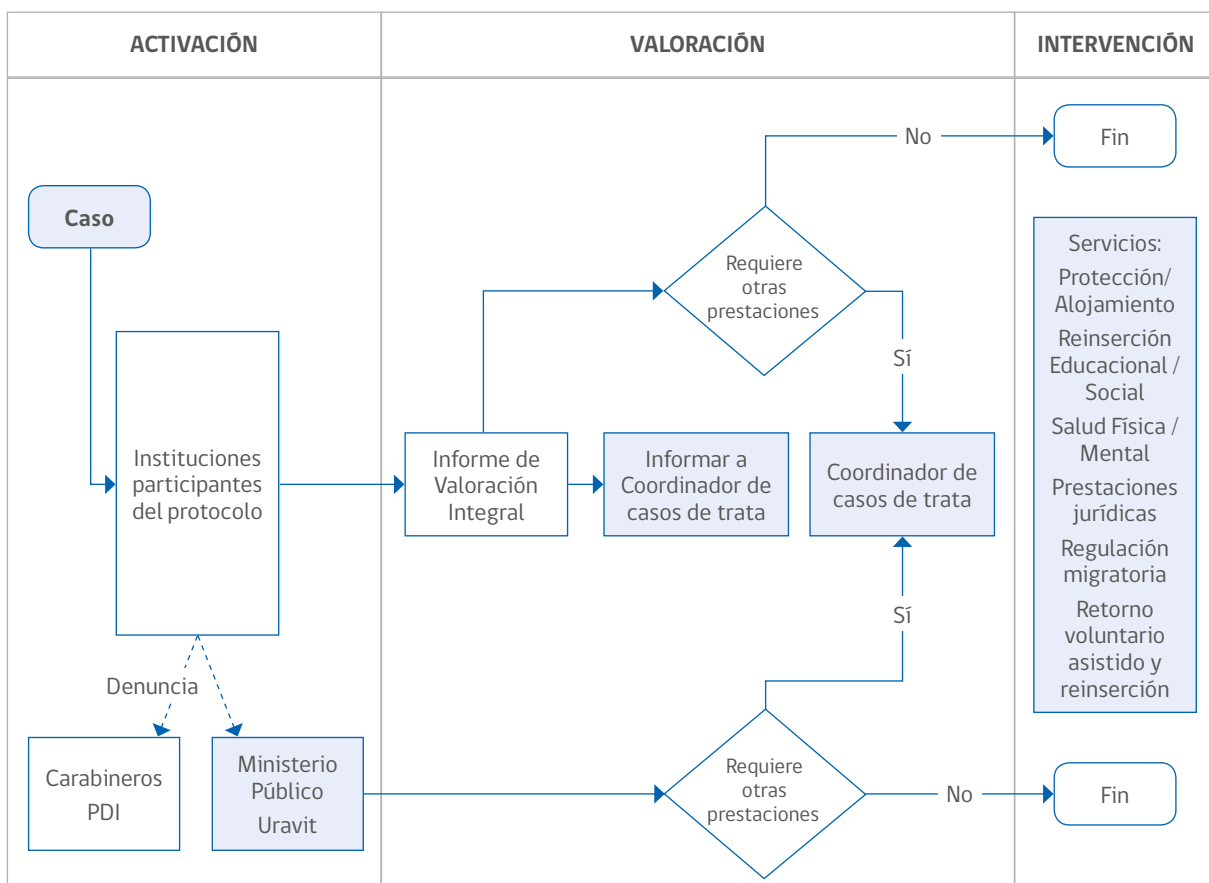 ACTIVACIÓN
VALORACIÓN
INTERVENCIÓN
Caso
Instituciones
participantes
del protocolo
Denuncia
Carabineros
PDI
Ministerio
Público
Uravit
Informe de
Valoración
Integral
Informar a
Coordinador de
casos de trata
Requiere
otras
prestaciones
No
Sí
Coordinador de
casos de trata
Sí
Requiere
otras
prestaciones
No
Fin
Servicios:
Protección/
Alojamiento
Reinserción
Educacional /
Social
Salud Física /
Mental
Prestaciones
jurídicas
Regulación
migratoria
Retorno
voluntario
asistido y
reinserción
Fin